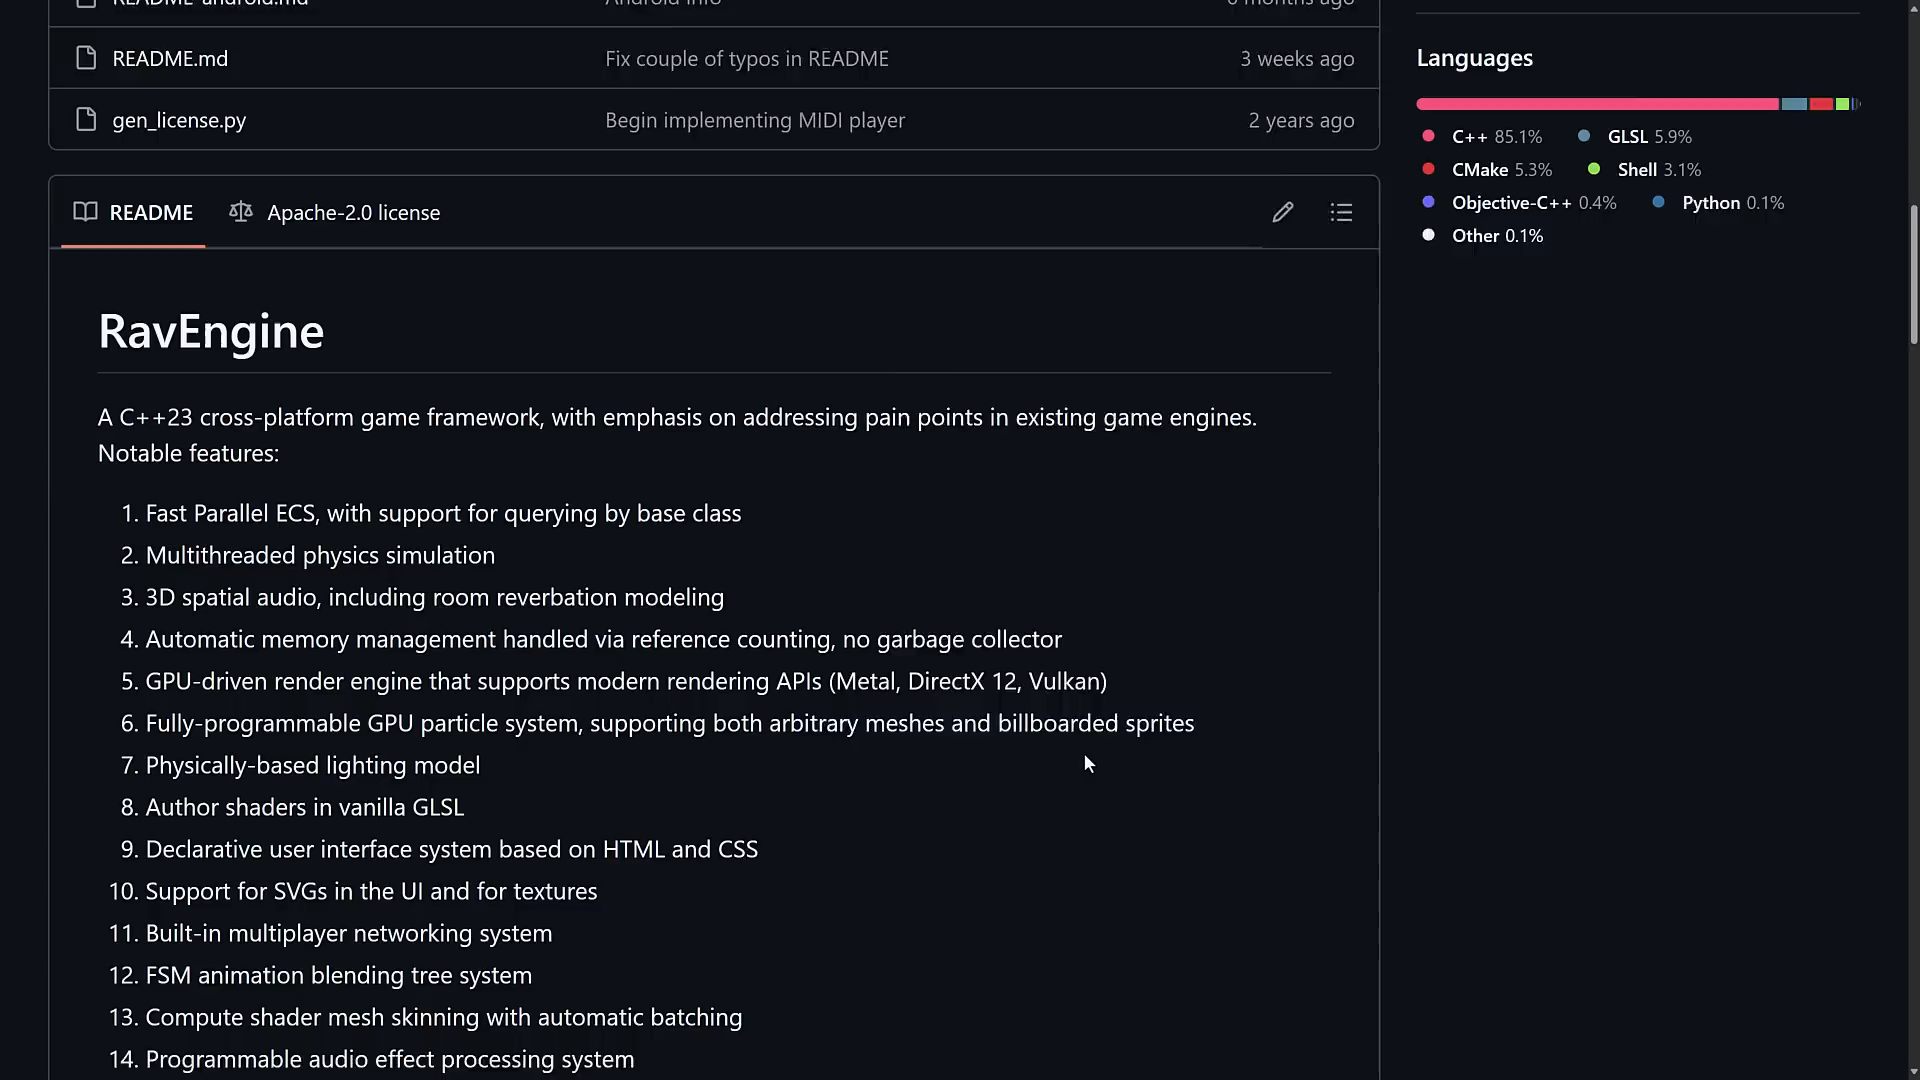 README-android.md Android info 6 months ago
README.md Fix couple of typos in README 3 weeks ago
gen_license.py Begin implementing MIDI player 2 years ago
README Apache-2.0 license
RavEngine
A C++23 cross-platform game framework, with emphasis on addressing pain points in existing game engines.
Notable features:
1. Fast Parallel ECS, with support for querying by base class
2. Multithreaded physics simulation
3. 3D spatial audio, including room reverbation modeling
4. Automatic memory management handled via reference counting, no garbage collector
5. GPU-driven render engine that supports modern rendering APIs (Metal, DirectX 12, Vulkan)
6. Fully-programmable GPU particle system, supporting both arbitrary meshes and billboarded sprites
7. Physically-based lighting model
8. Author shaders in vanilla GLSL
9. Declarative user interface system based on HTML and CSS
10. Support for SVGs in the UI and for textures
11. Built-in multiplayer networking system
12. FSM animation blending tree system
13. Compute shader mesh skinning with automatic batching
14. Programmable audio effect processing system
Languages
C++ 85.1% GLSL 5.9%
CMake 5.3% Shell 3.1%
Objective-C++ 0.4% Python 0.1%
Other 0.1%